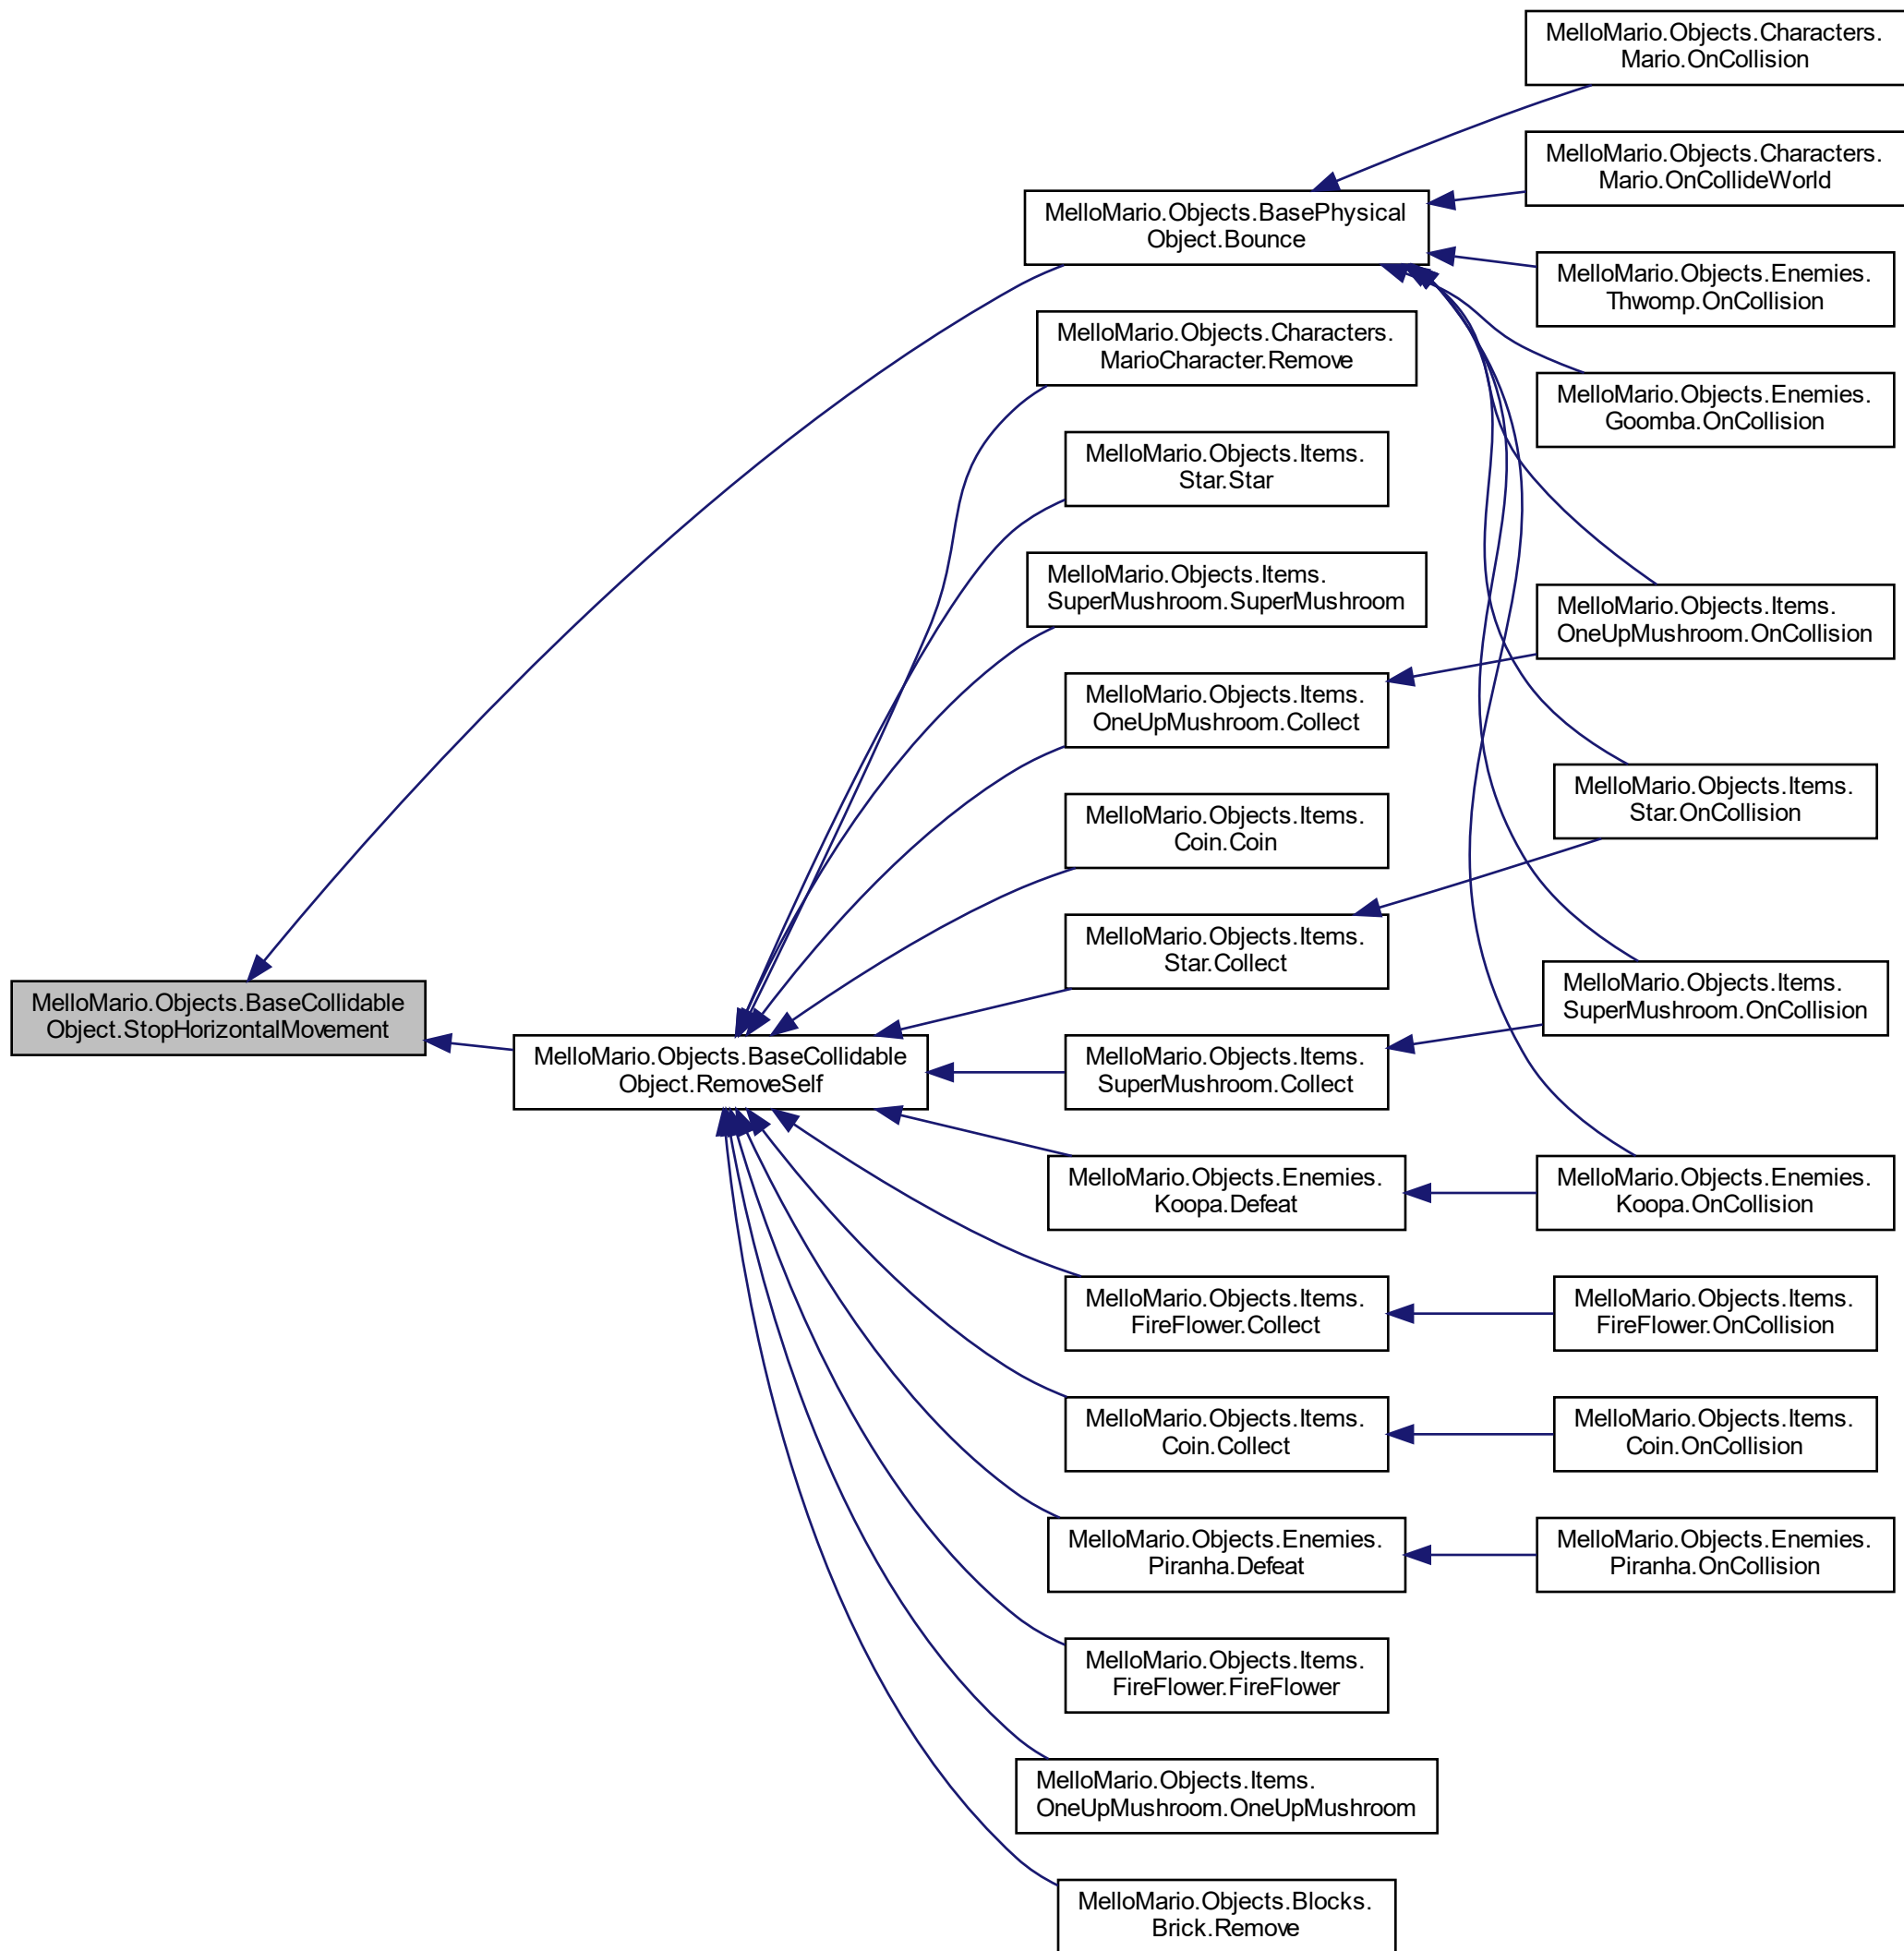 MelloMario.Objects.Characters.
Mario.OnCollision
MelloMario.Objects.Characters.
Mario.OnCollideWorld
MelloMario.Objects.BasePhysical
Object.Bounce
MelloMario.Objects.Enemies.
Thwomp.OnCollision
MelloMario.Objects.Characters.
MarioCharacter.Remove
MelloMario.Objects.Enemies.
Goomba.OnCollision
MelloMario.Objects.Items.
Star.Star
MelloMario.Objects.Items.
SuperMushroom.SuperMushroom
MelloMario.Objects.Items.
OneUpMushroom.OnCollision
MelloMario.Objects.Items.
OneUpMushroom.Collect
MelloMario.Objects.Items.
Star.OnCollision
MelloMario.Objects.Items.
Coin.Coin
MelloMario.Objects.Items.
Star.Collect
MelloMario.Objects.Items.
SuperMushroom.OnCollision
MelloMario.Objects.BaseCollidable
Object.StopHorizontalMovement
MelloMario.Objects.BaseCollidable
Object.RemoveSelf
MelloMario.Objects.Items.
SuperMushroom.Collect
MelloMario.Objects.Enemies.
Koopa.Defeat
MelloMario.Objects.Enemies.
Koopa.OnCollision
MelloMario.Objects.Items.
FireFlower.Collect
MelloMario.Objects.Items.
FireFlower.OnCollision
MelloMario.Objects.Items.
Coin.Collect
MelloMario.Objects.Items.
Coin.OnCollision
MelloMario.Objects.Enemies.
Piranha.Defeat
MelloMario.Objects.Enemies.
Piranha.OnCollision
MelloMario.Objects.Items.
FireFlower.FireFlower
MelloMario.Objects.Items.
OneUpMushroom.OneUpMushroom
MelloMario.Objects.Blocks.
Brick.Remove